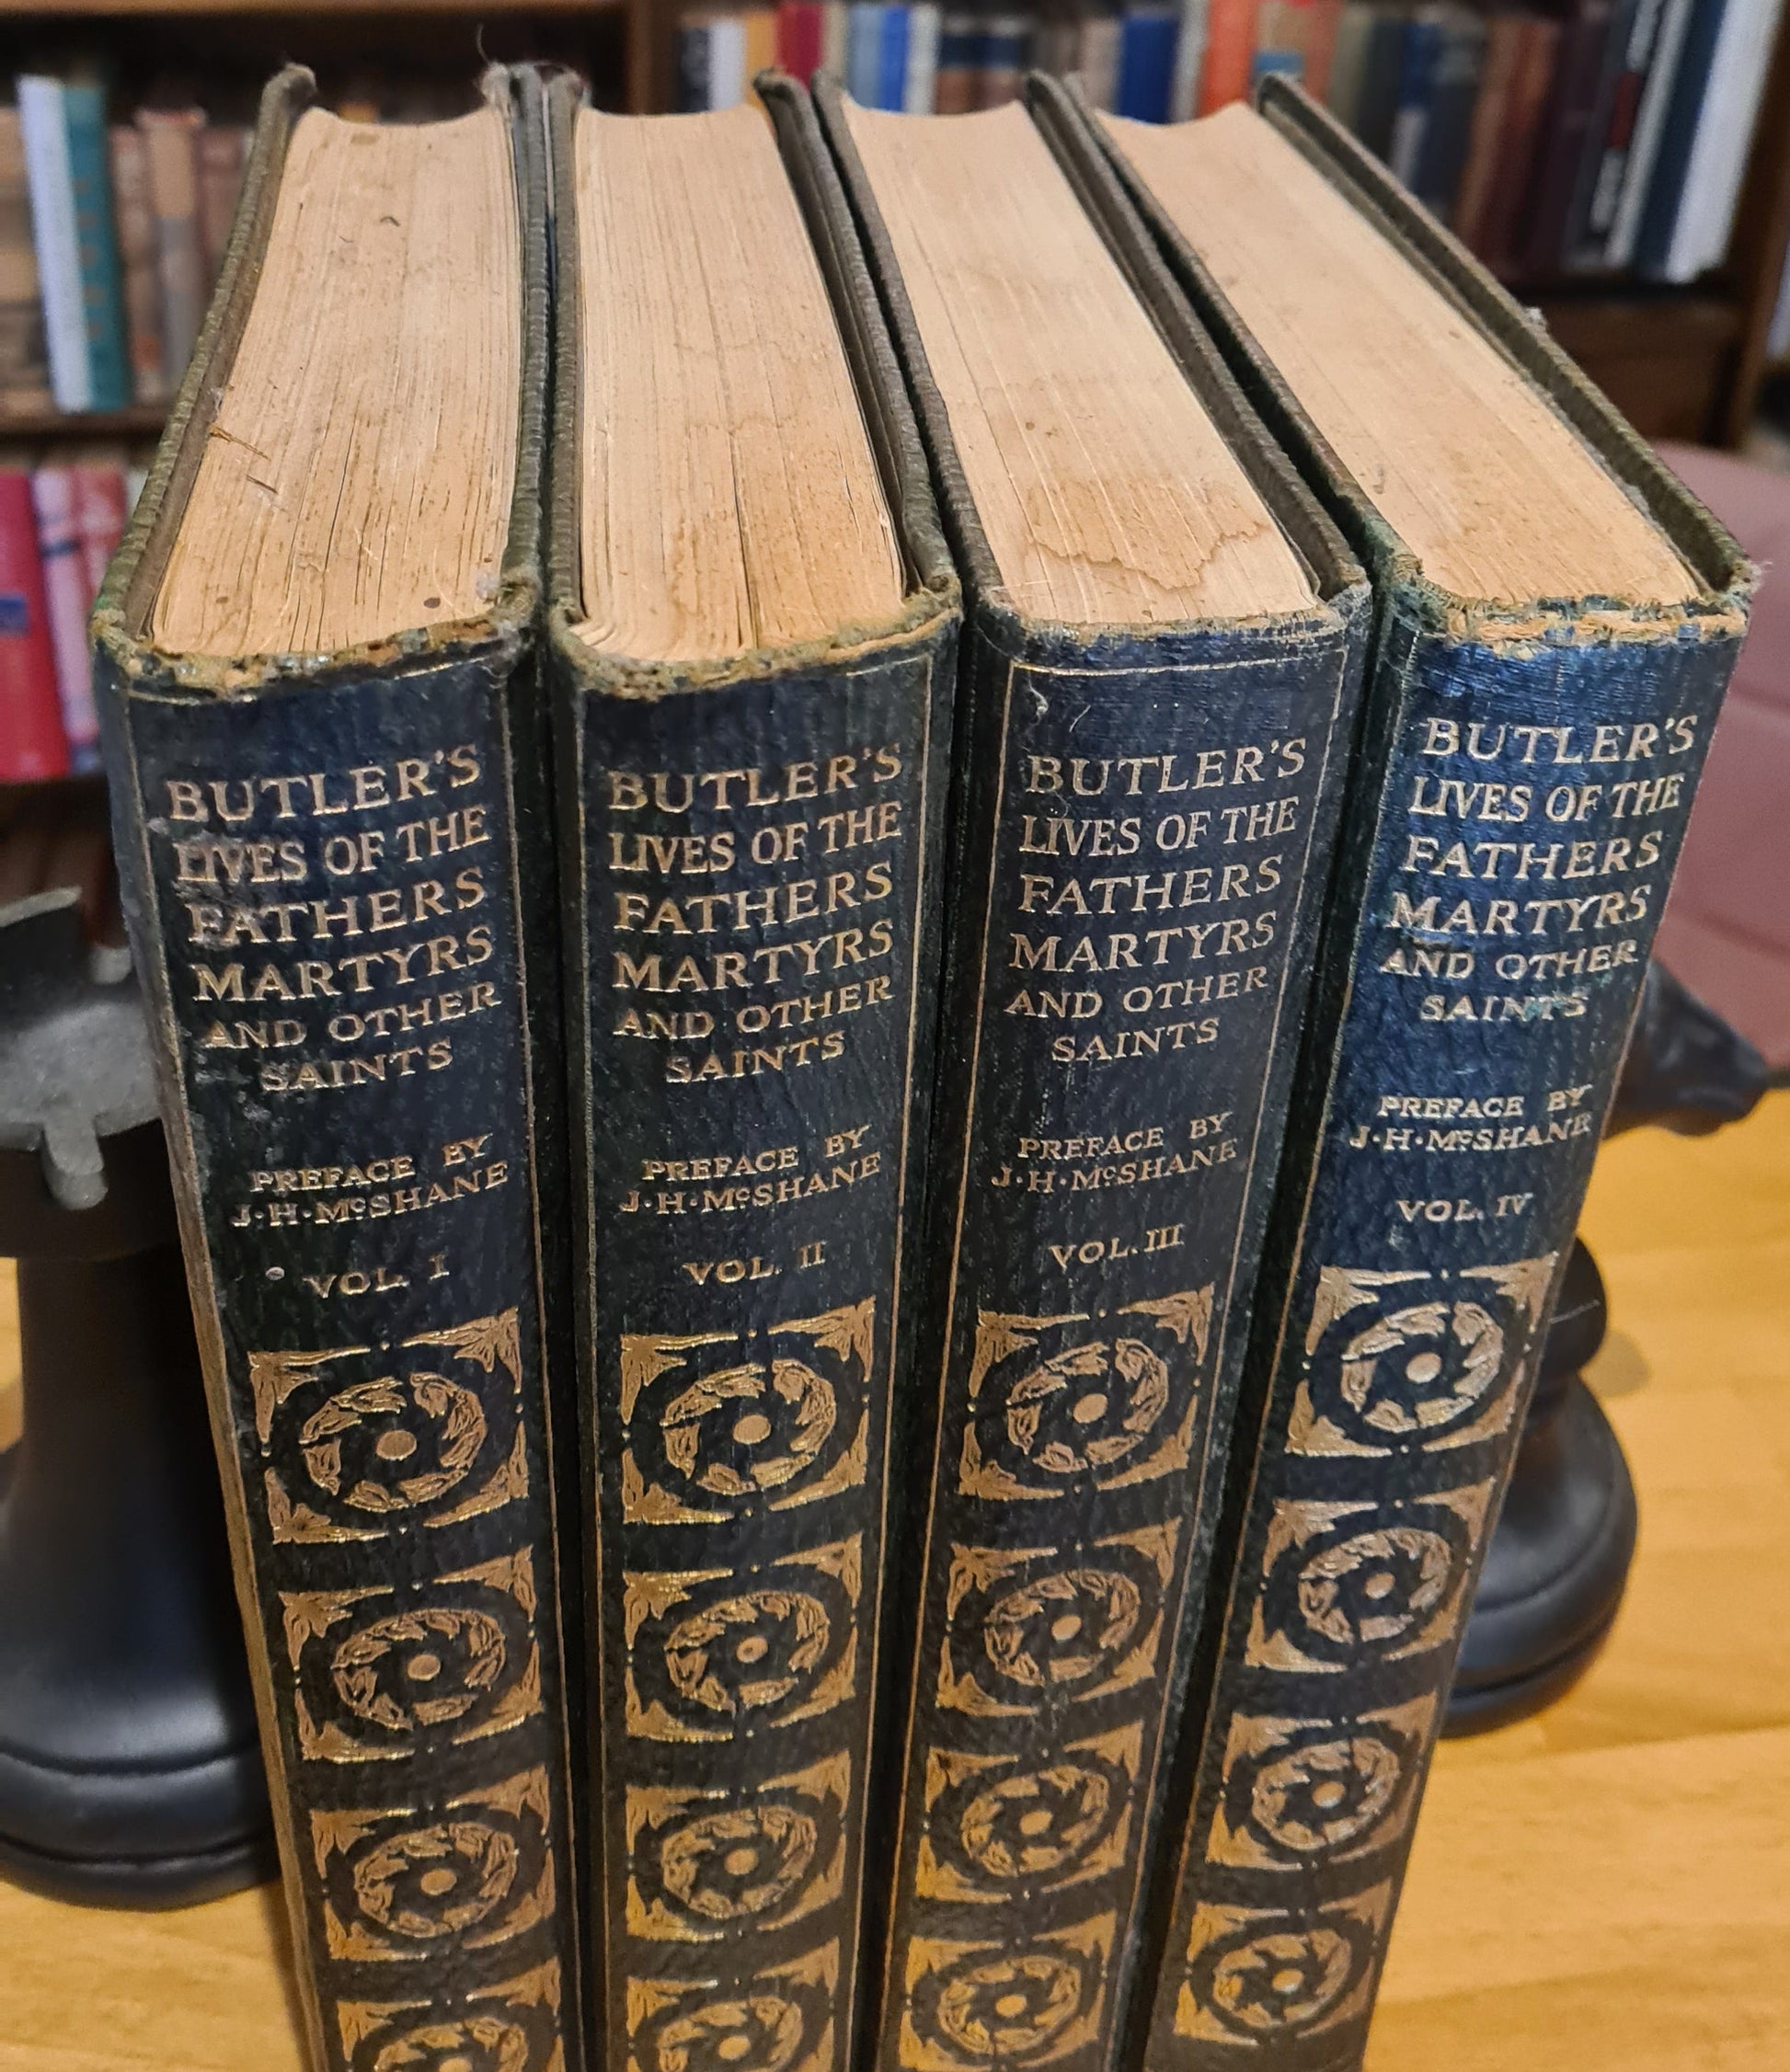 BUTLER'S
LIVES OF THE
FATHERS
MARTYRS
AND OTHER
SAINTS
PREFACE BY
J·H·McSHANE
VOL. I
BUTLER'S
LIVES OF THE
FATHERS
MARTYRS
AND OTHER
SAINTS
PREFACE BY
J·H·McSHANE
VOL. II
BUTLER'S
LIVES OF THE
FATHERS
MARTYRS
AND OTHER
SAINTS
PREFACE BY
J·H·McSHANE
VOL. III
BUTLER'S
LIVES OF THE
FATHERS
MARTYRS
AND OTHER
SAINTS
PREFACE BY
J·H·McSHANE
VOL. IV